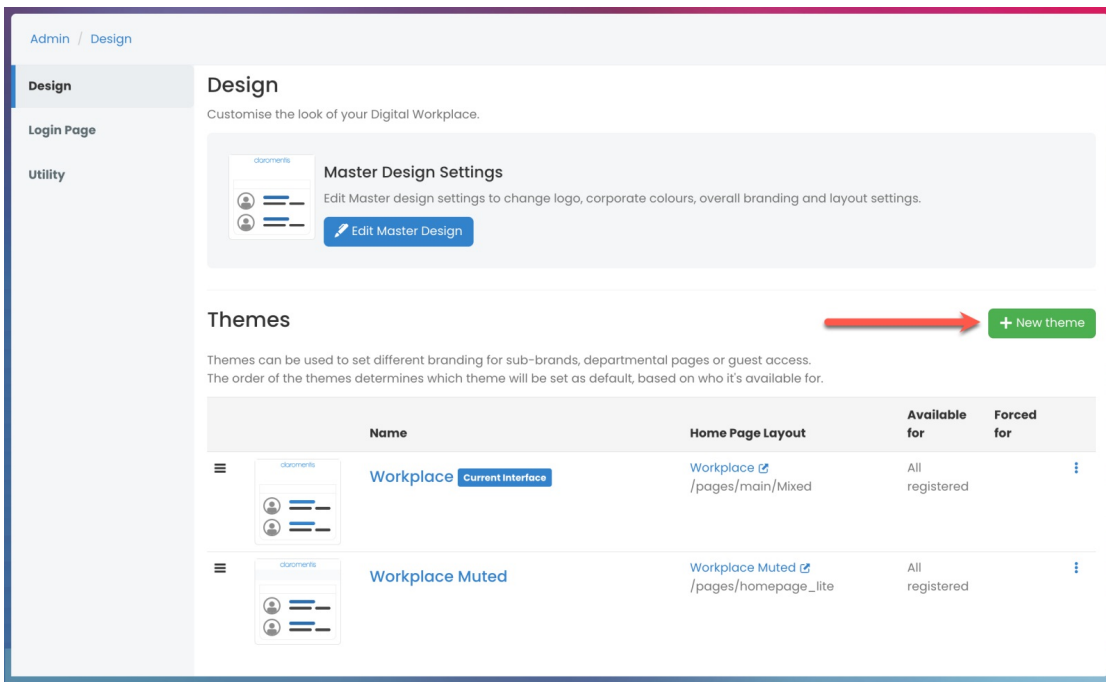 Admin / Design
Design
Login Page
Utility
Design
Customise the look of your Digital Workplace.
claromentis
Master Design Settings
Edit Master design settings to change logo, corporate colours, overall branding and layout settings.
Edit Master Design
Themes
+ New theme
Themes can be used to set different branding for sub-brands, departmental pages or guest access.
The order of the themes determines which theme will be set as default, based on who it's available for.
Name
Home Page Layout
Available for
Forced for
claromentis
Workplace Current Interface
Workplace
/pages/main/Mixed
All registered
claromentis
Workplace Muted
Workplace Muted
/pages/homepage_lite
All registered